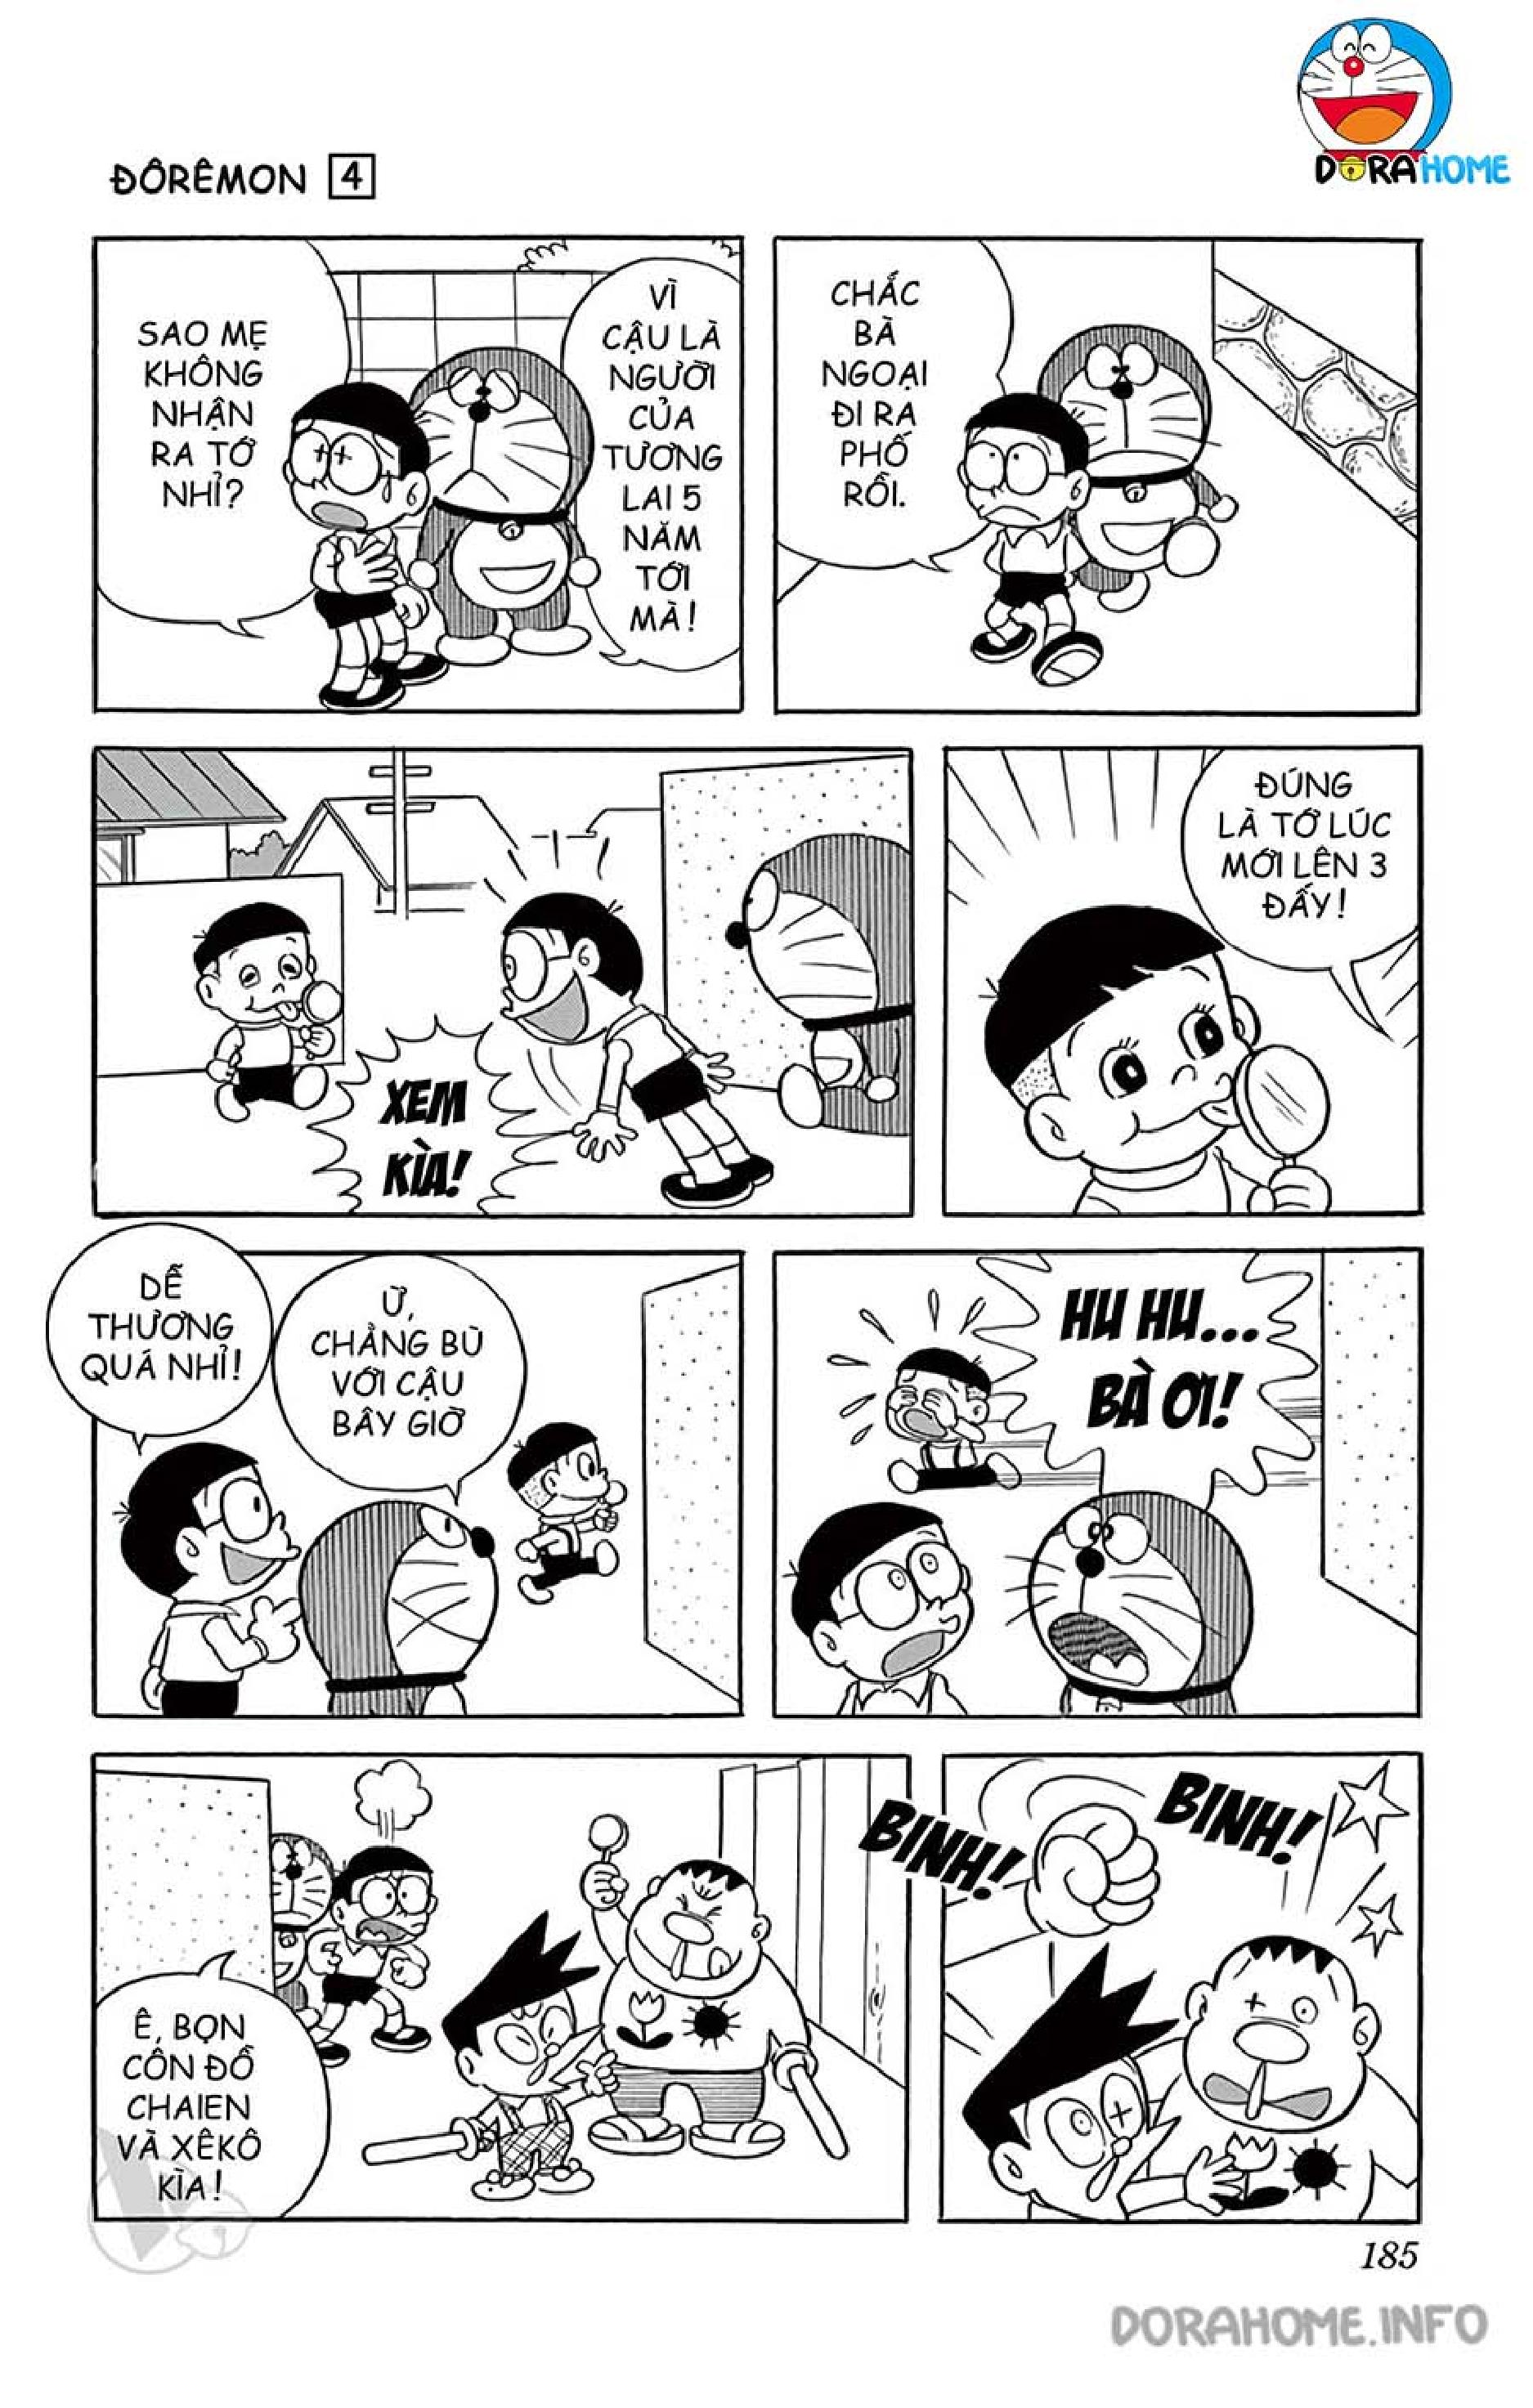 DORAHOME
ĐÔRÊMON 4
SAO MẸ
KHÔNG
NHẬN
RA TỚ
NHỈ?
VÌ
CẬU LÀ
NGƯỜI
CỦA
TƯƠNG
LAI 5
NĂM
TỚI
MÀ!
CHẮC
BÀ
NGOẠI
ĐI RA
PHỐ
RỒI.
XEM
KÌA!
ĐÚNG
LÀ TỚ LÚC
MỚI LÊN 3
ĐẤY!
DỄ
THƯƠNG
QUÁ NHỈ!
Ừ,
CHẲNG BÙ
VỚI CẬU
BÂY GIỜ
HU HU...
BÀ ƠI!
Ê, BỌN
CÔN ĐỒ
CHAIEN
VÀ XÊKÔ
KÌA!
BINH!
BINH!
185
DORAHOME.INFO